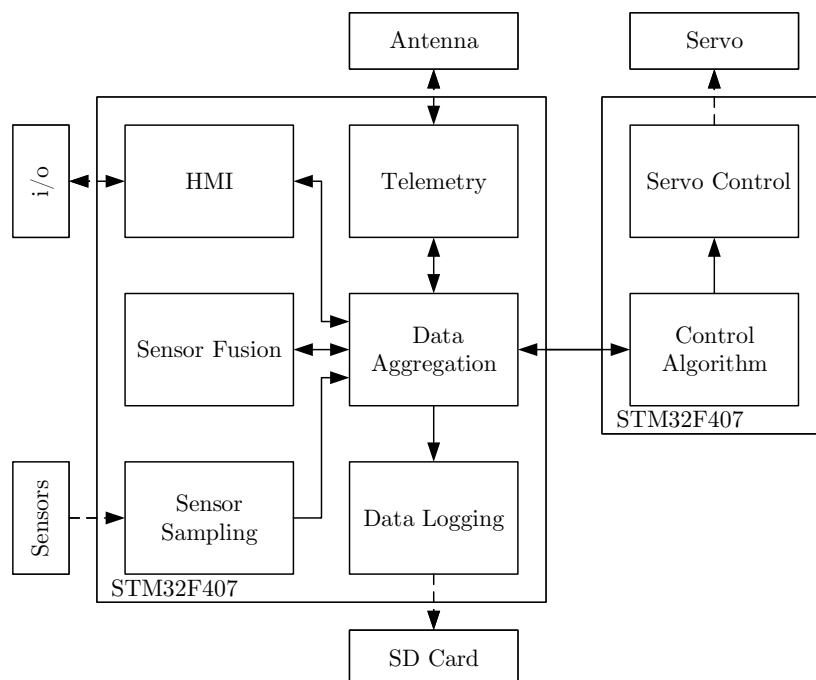 Antenna
Servo
i/o
HMI
Telemetry
Servo Control
Sensor Fusion
Data
Aggregation
Control
Algorithm
STM32F407
Sensors
Sensor
Sampling
Data Logging
STM32F407
SD Card